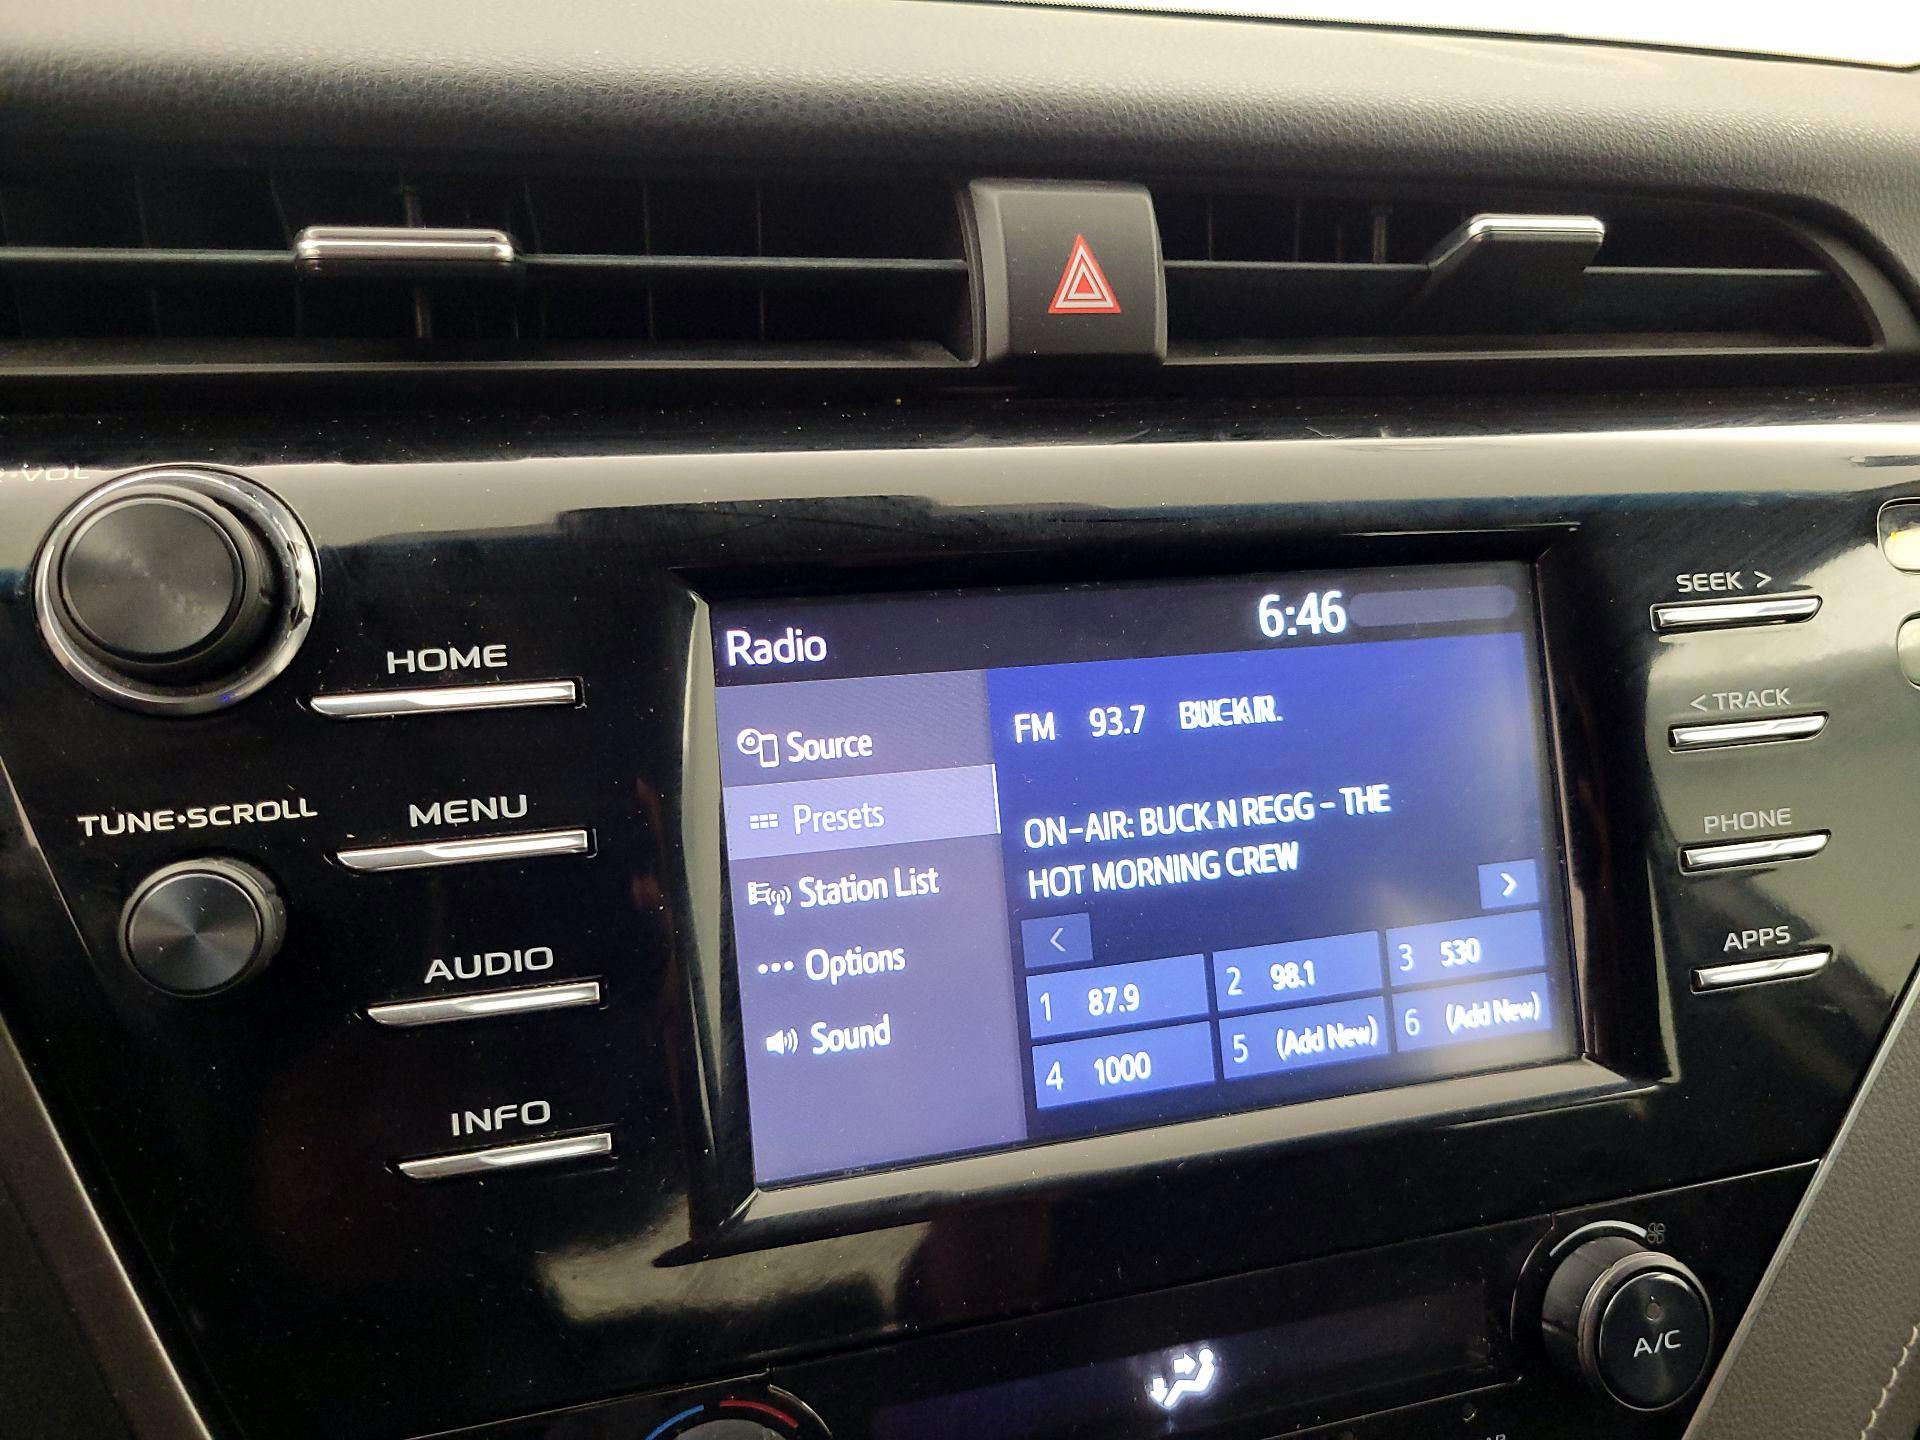 VOL
HOME
TUNE•SCROLL
MENU
AUDIO
INFO
Radio
6:46
Source
Presets
Station List
Options
Sound
FM 93.7
ON-AIR: BUCK N REGG - THE
HOT MORNING CREW
<
>
1 87.9
2 98.1
3 530
4 1000
5 (Add New)
6 (Add New)
SEEK >
< TRACK
PHONE
APPS
A/C